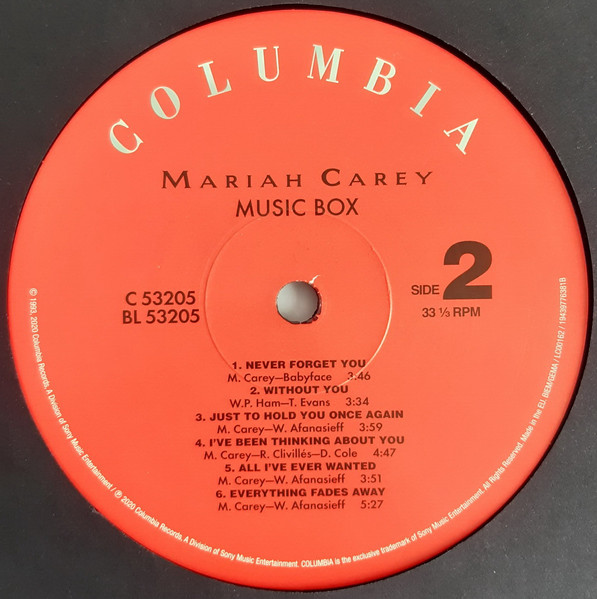 COLUMBIA
MARIAH CAREY
MUSIC BOX
C 53205
BL 53205
SIDE 2
33 ⅓ RPM
1. NEVER FORGET YOU
M. Carey—Babyface 3:46
2. WITHOUT YOU
W.P. Ham—T. Evans 3:34
3. JUST TO HOLD YOU ONCE AGAIN
M. Carey—W. Afanasieff 3:59
4. I'VE BEEN THINKING ABOUT YOU
M. Carey—R. Clivillés—D. Cole 4:47
5. ALL I'VE EVER WANTED
M. Carey—W. Afanasieff 3:51
6. EVERYTHING FADES AWAY
M. Carey—W. Afanasieff 5:27
© 1993, 2020 Columbia Records, A Division of Sony Music Entertainment / ℗ 2020 Columbia Records, A Division of Sony Music Entertainment. COLUMBIA is the exclusive trademark of Sony Music Entertainment. All Rights Reserved. Made in the EU. BIEM/GEMA / LC00162 / 19439776381B